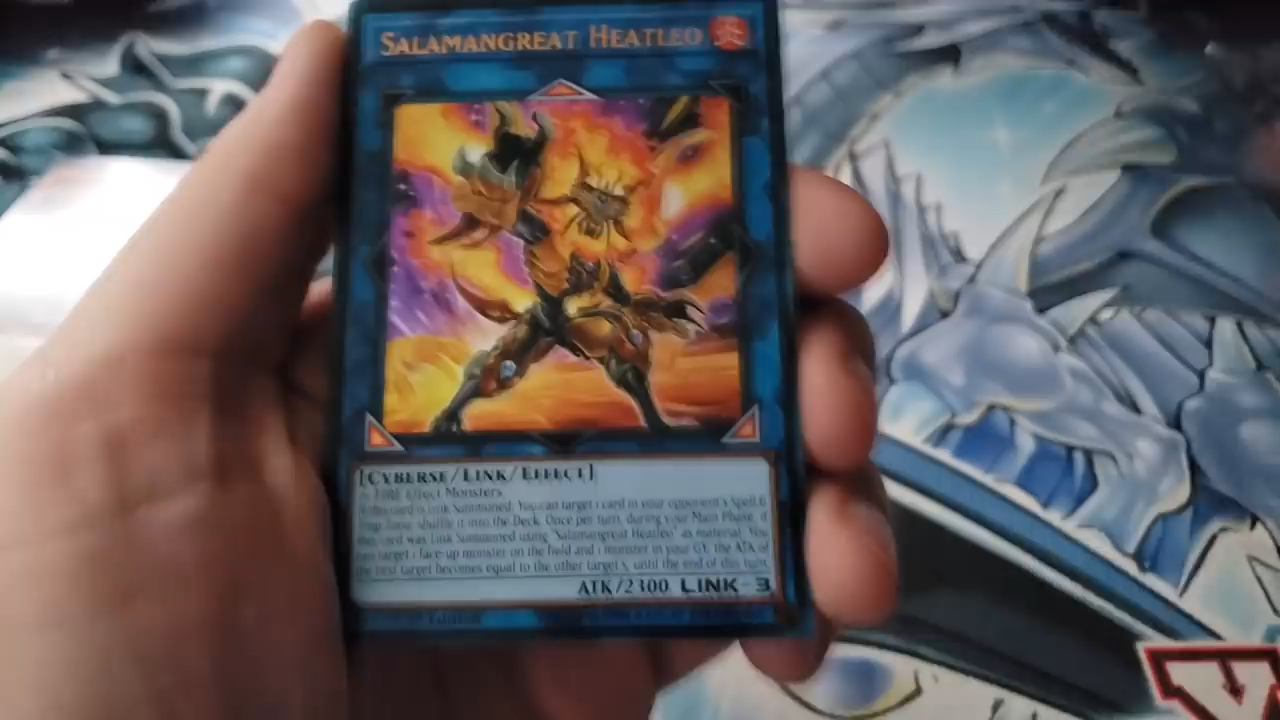 SALAMANGREAT HEATLEO
[CYBERSE/LINK/EFFECT]
FIRE Effect Monsters
If this card is Link Summoned: You can target 1 card in your opponent's Spell &
Trap Zone; shuffle it into the Deck. Once per turn, during your Main Phase, if
this card was Link Summoned using "Salamangreat Heatleo" as material: You
can target 1 face-up monster on the field and 1 monster in your GY; the ATK of
the first target becomes equal to the other target's, until the end of this turn.
ATK/2300 LINK-3
Edition